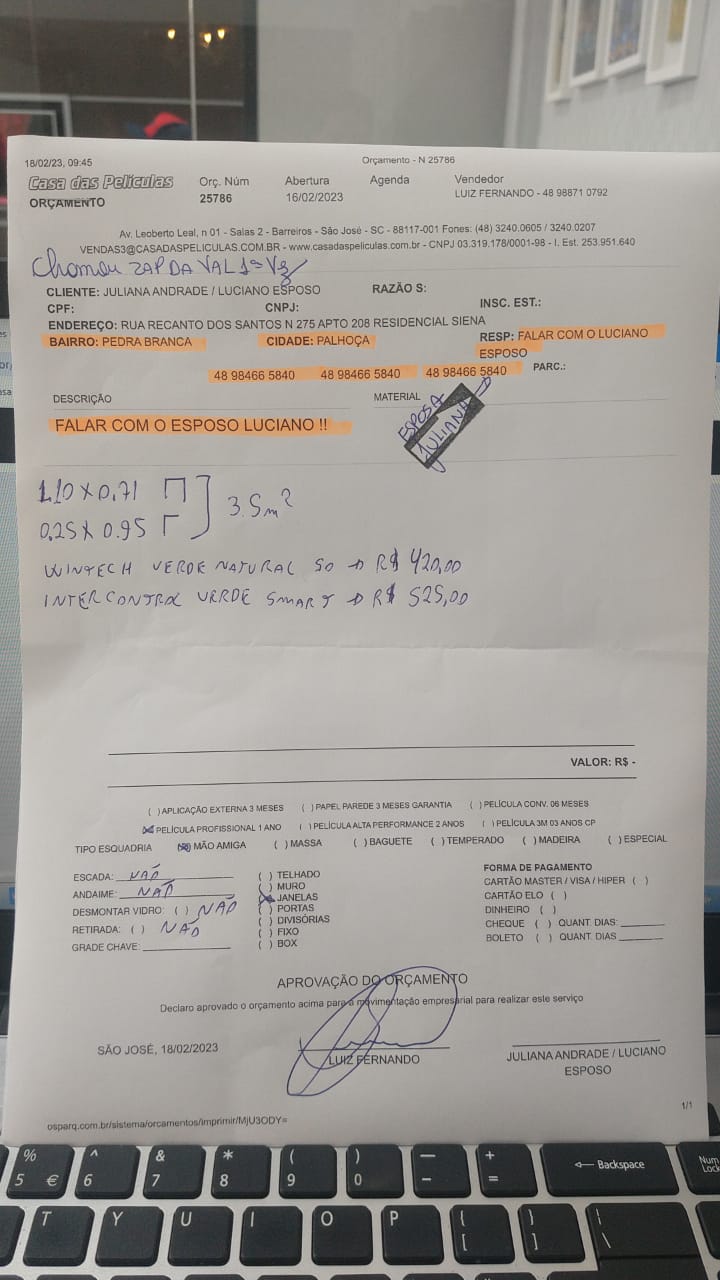 18/02/23, 09:45
Orçamento - N 25786
Casa das Películas
ORÇAMENTO
Orç. Núm
25786
Abertura
16/02/2023
Agenda
Vendedor
LUIZ FERNANDO - 48 98871 0792
Av. Leoberto Leal, n 01 - Salas 2 - Barreiros - São José - SC - 88117-001 Fones: (48) 3240.0605 / 3240.0207
VENDAS3@CASADASPELICULAS.COM.BR - www.casadaspeliculas.com.br - CNPJ 03.319.178/0001-98 - I. Est. 253.951.640
Chamou ZAP DA VAL 1ª Vez
CLIENTE: JULIANA ANDRADE / LUCIANO ESPOSO RAZÃO S:
CPF: CNPJ: INSC. EST.:
ENDEREÇO: RUA RECANTO DOS SANTOS N 275 APTO 208 RESIDENCIAL SIENA
BAIRRO: PEDRA BRANCA CIDADE: PALHOÇA RESP: FALAR COM O LUCIANO
ESPOSO
48 98466 5840 48 98466 5840 48 98466 5840 PARC.:
DESCRIÇÃO MATERIAL
ESPOSA
JULIANA
FALAR COM O ESPOSO LUCIANO !!
1.10 X 0.71
0.25 X 0.95
3.5m²
WINTECH VERDE NATURAL 50 → R$ 420,00
INTERCONTROL VERDE SMART → R$ 525,00
VALOR: R$ -
( ) APLICAÇÃO EXTERNA 3 MESES ( ) PAPEL PAREDE 3 MESES GARANTIA ( ) PELÍCULA CONV. 06 MESES
(X) PELÍCULA PROFISSIONAL 1 ANO ( ) PELÍCULA ALTA PERFORMANCE 2 ANOS ( ) PELÍCULA 3M 03 ANOS CP
TIPO ESQUADRIA (X) MÃO AMIGA ( ) MASSA ( ) BAGUETE ( ) TEMPERADO ( ) MADEIRA ( ) ESPECIAL
ESCADA: NÃO
ANDAIME: NÃO
DESMONTAR VIDRO: ( ) NÃO
RETIRADA: ( ) NÃO
GRADE CHAVE:
( ) TELHADO
( ) MURO
(X) JANELAS
( ) PORTAS
( ) DIVISÓRIAS
( ) FIXO
( ) BOX
FORMA DE PAGAMENTO
CARTÃO MASTER / VISA / HIPER ( )
CARTÃO ELO ( )
DINHEIRO ( )
CHEQUE ( ) QUANT. DIAS:
BOLETO ( ) QUANT. DIAS
APROVAÇÃO DO ORÇAMENTO
Declaro aprovado o orçamento acima para a movimentação empresarial para realizar este serviço
SÃO JOSÉ, 18/02/2023
LUIZ FERNANDO
JULIANA ANDRADE / LUCIANO
ESPOSO
1/1
osparq.com.br/sistema/orcamentos/imprimir/MjU3ODY=
% ^ & * ( ) — +
5 € 6 7 8 9 0 - = ← Backspace Num Lock
T Y U I O P { [ } ] | \